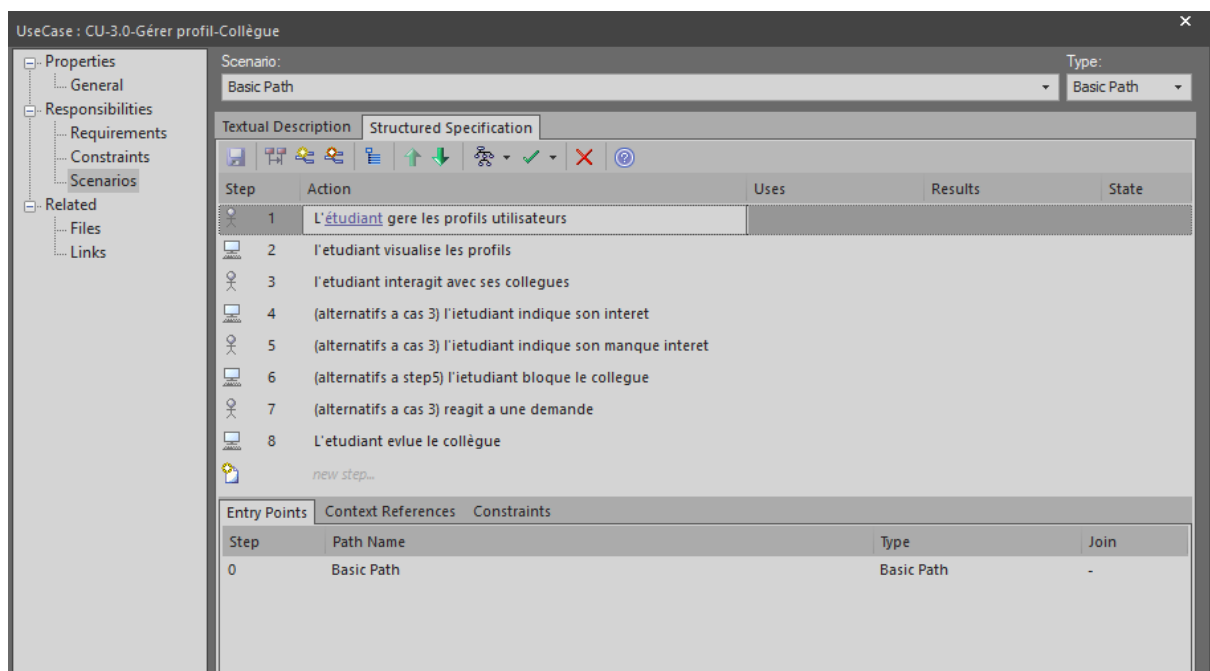 UseCase : CU-3.0-Gérer profil-Collègue
Properties
General
Responsibilities
Requirements
Constraints
Scenarios
Related
Files
Links
Scenario: Type:
Basic Path Basic Path
Textual Description Structured Specification
Step Action Uses Results State
1 L'étudiant gere les profils utilisateurs
2 l'etudiant visualise les profils
3 l'etudiant interagit avec ses collegues
4 (alternatifs a cas 3) l'ietudiant indique son interet
5 (alternatifs a cas 3) l'ietudiant indique son manque interet
6 (alternatifs a step5) l'ietudiant bloque le collegue
7 (alternatifs a cas 3) reagit a une demande
8 L'etudiant evlue le collègue
new step...
Entry Points Context References Constraints
Step Path Name Type Join
0 Basic Path Basic Path -